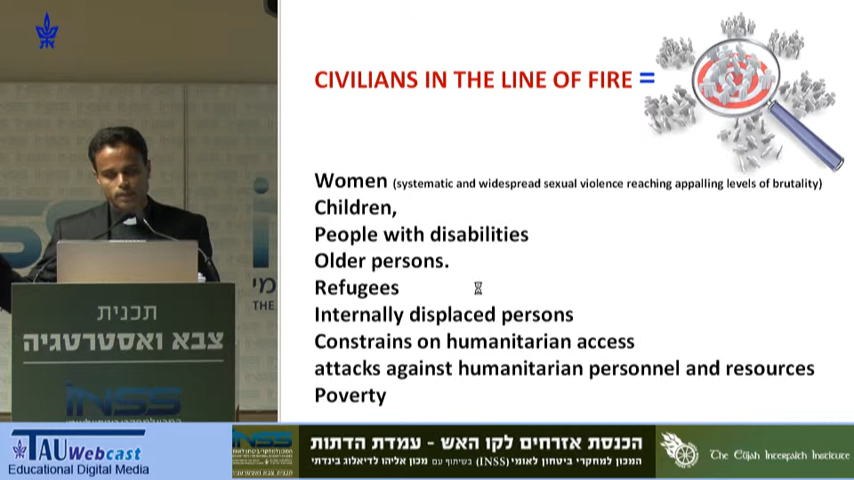 CIVILIANS IN THE LINE OF FIRE =
Women (systematic and widespread sexual violence reaching appalling levels of brutality)
Children,
People with disabilities
Older persons.
Refugees
Internally displaced persons
Constrains on humanitarian access
attacks against humanitarian personnel and resources
Poverty
תכנית
צבא ואסטרטגיה
INSS
TAU Webcast
Educational Digital Media
INSS
הכנסת אזרחים לקו האש - עמדת הדתות
המכון למחקרי ביטחון לאומי (INSS) בשיתוף עם מכון אליהו לדיאלוג בינדתי
The Elijah Interfaith Institute